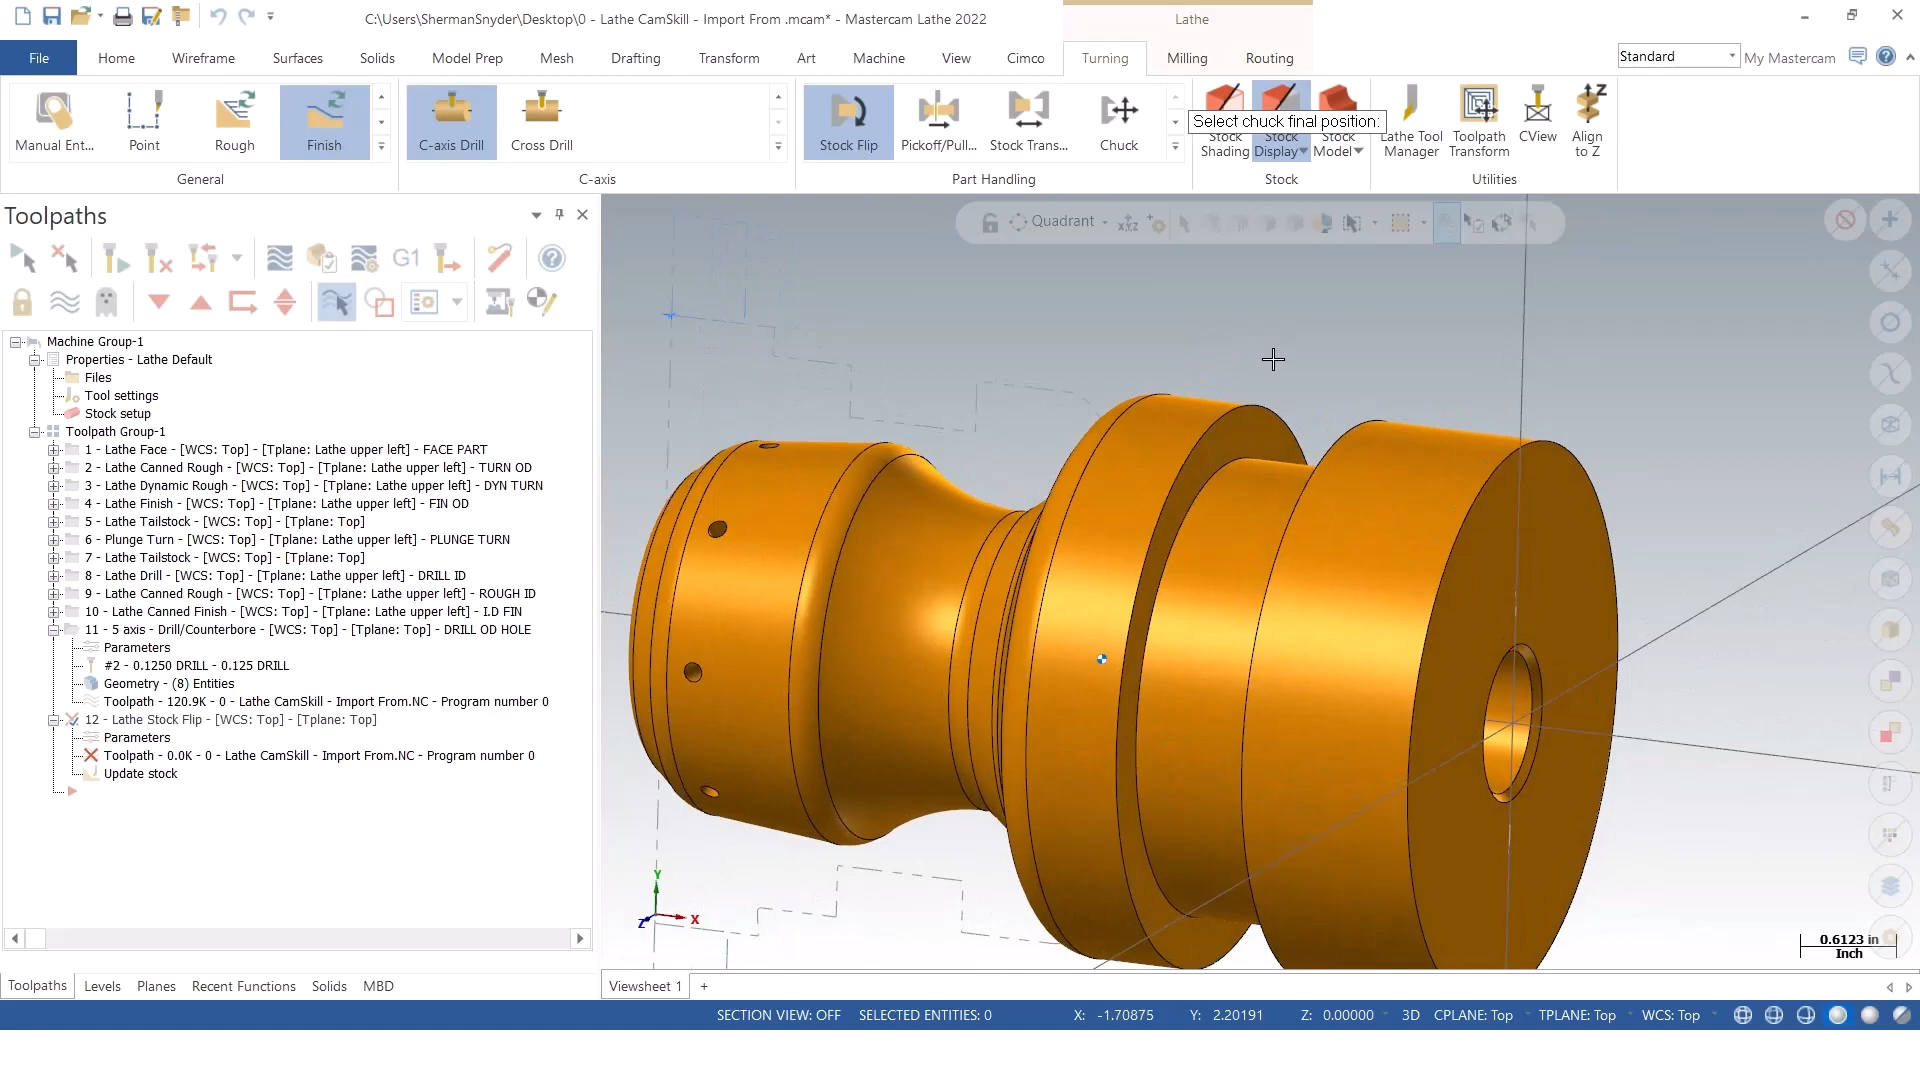 C:\Users\ShermanSnyder\Desktop\0 - Lathe CamSkill - Import From .mcam* - Mastercam Lathe 2022
Lathe
File
Home
Wireframe
Surfaces
Solids
Model Prep
Mesh
Drafting
Transform
Art
Machine
View
Cimco
Turning
Milling
Routing
Standard
My Mastercam
Manual Ent...
Point
Rough
Finish
C-axis Drill
Cross Drill
Stock Flip
Pickoff/Pull...
Stock Trans...
Chuck
Select chuck final position:
Stock Shading
Stock Display
Stock Model
Lathe Tool Manager
Toolpath Transform
CView
Align to Z
General
C-axis
Part Handling
Stock
Utilities
Toolpaths
Quadrant
G1
Machine Group-1
Properties - Lathe Default
Files
Tool settings
Stock setup
Toolpath Group-1
1 - Lathe Face - [WCS: Top] - [Tplane: Lathe upper left] - FACE PART
2 - Lathe Canned Rough - [WCS: Top] - [Tplane: Lathe upper left] - TURN OD
3 - Lathe Dynamic Rough - [WCS: Top] - [Tplane: Lathe upper left] - DYN TURN
4 - Lathe Finish - [WCS: Top] - [Tplane: Lathe upper left] - FIN OD
5 - Lathe Tailstock - [WCS: Top] - [Tplane: Top]
6 - Plunge Turn - [WCS: Top] - [Tplane: Lathe upper left] - PLUNGE TURN
7 - Lathe Tailstock - [WCS: Top] - [Tplane: Top]
8 - Lathe Drill - [WCS: Top] - [Tplane: Lathe upper left] - DRILL ID
9 - Lathe Canned Rough - [WCS: Top] - [Tplane: Lathe upper left] - ROUGH ID
10 - Lathe Canned Finish - [WCS: Top] - [Tplane: Lathe upper left] - I.D FIN
11 - 5 axis - Drill/Counterbore - [WCS: Top] - [Tplane: Top] - DRILL OD HOLE
Parameters
#2 - 0.1250 DRILL - 0.125 DRILL
Geometry - (8) Entities
Toolpath - 120.9K - 0 - Lathe CamSkill - Import From.NC - Program number 0
12 - Lathe Stock Flip - [WCS: Top] - [Tplane: Top]
Parameters
Toolpath - 0.0K - 0 - Lathe CamSkill - Import From.NC - Program number 0
Update stock
Y
Z
X
0.6123 in
Inch
Toolpaths
Levels
Planes
Recent Functions
Solids
MBD
Viewsheet 1
+
SECTION VIEW: OFF
SELECTED ENTITIES: 0
X: -1.70875
Y: 2.20191
Z: 0.00000
3D
CPLANE: Top
TPLANE: Top
WCS: Top